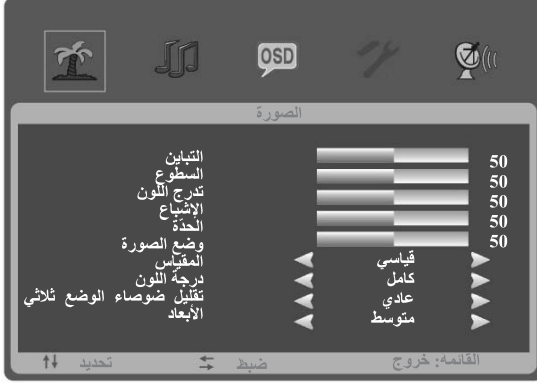 OSD
الصورة
التباين 50
السطوع 50
تدرج اللون 50
الإشباع 50
الحدّة 50
وضع الصورة قياسي
المقياس كامل
درجة اللون عادي
تقليل ضوضاء الوضع ثلاثي الأبعاد متوسط
القائمه: خروج ضبط تحديد